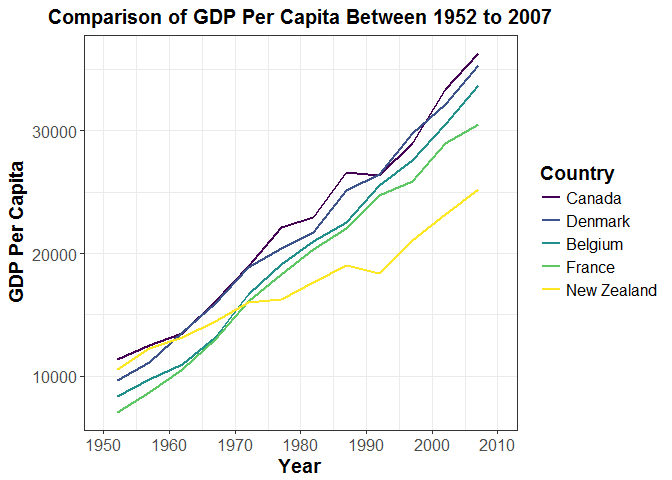 Comparison of GDP Per Capita Between 1952 to 2007
GDP Per Capita
30000
20000
10000
1950 1960 1970 1980 1990 2000 2010
Year
Country
Canada
Denmark
Belgium
France
New Zealand